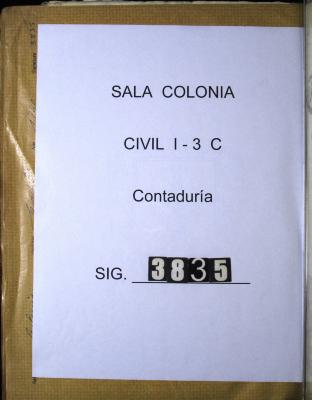 SALA COLONIA
CIVIL I - 3 C
Contaduría
SIG. 3835